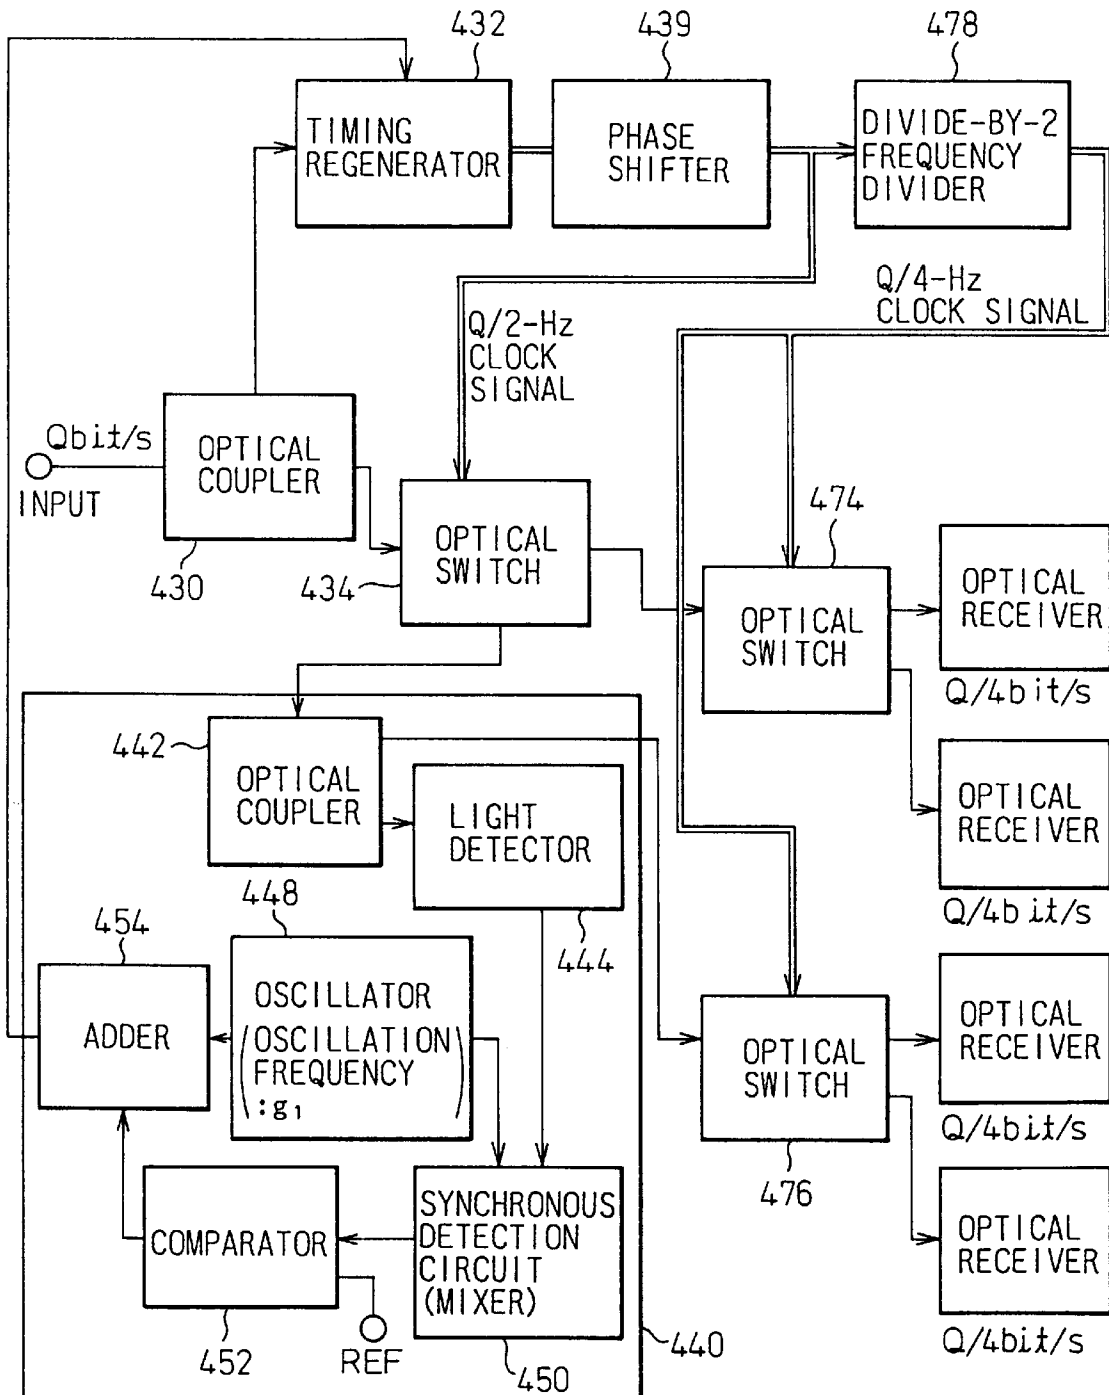 432
439
478
TIMING
REGENERATOR
PHASE
SHIFTER
DIVIDE-BY-2
FREQUENCY
DIVIDER
Q/4-Hz
CLOCK SIGNAL
Q/2-Hz
CLOCK
SIGNAL
Qbit/s
INPUT
OPTICAL
COUPLER
430
OPTICAL
SWITCH
434
474
OPTICAL
SWITCH
OPTICAL
RECEIVER
Q/4bit/s
442
OPTICAL
COUPLER
LIGHT
DETECTOR
444
OPTICAL
RECEIVER
Q/4bit/s
454
ADDER
448
OSCILLATOR
(OSCILLATION
FREQUENCY
:g₁)
OPTICAL
SWITCH
476
OPTICAL
RECEIVER
Q/4bit/s
COMPARATOR
452
REF
SYNCHRONOUS
DETECTION
CIRCUIT
(MIXER)
450
440
OPTICAL
RECEIVER
Q/4bit/s